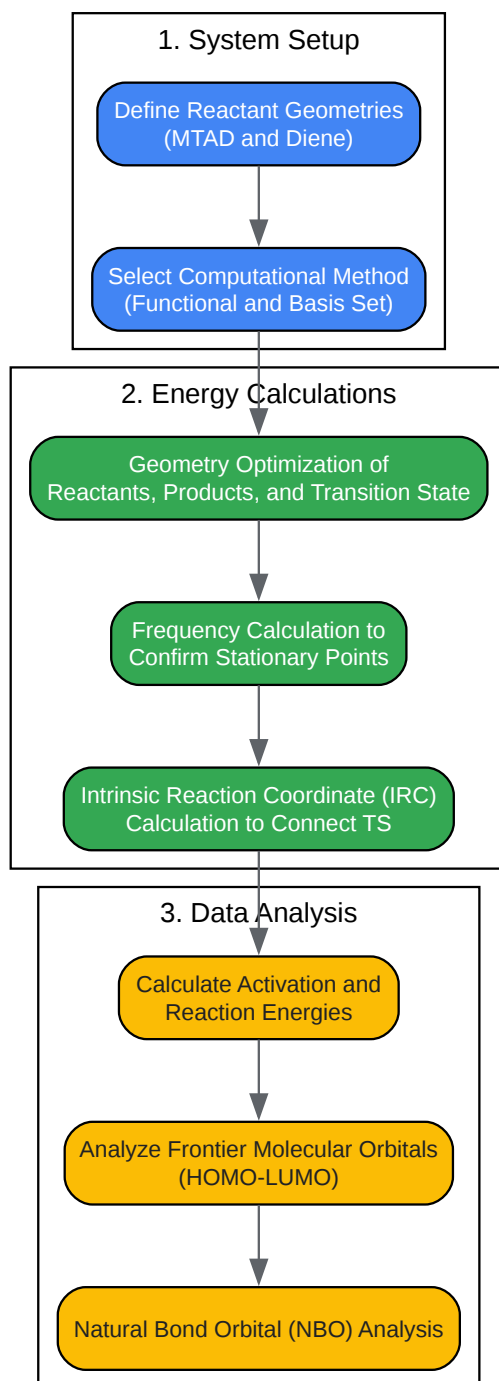 1. System Setup
Define Reactant Geometries
(MTAD and Diene)
Select Computational Method
(Functional and Basis Set)
2. Energy Calculations
Geometry Optimization of
Reactants, Products, and Transition State
Frequency Calculation to
Confirm Stationary Points
Intrinsic Reaction Coordinate (IRC)
Calculation to Connect TS
3. Data Analysis
Calculate Activation and
Reaction Energies
Analyze Frontier Molecular Orbitals
(HOMO-LUMO)
Natural Bond Orbital (NBO) Analysis